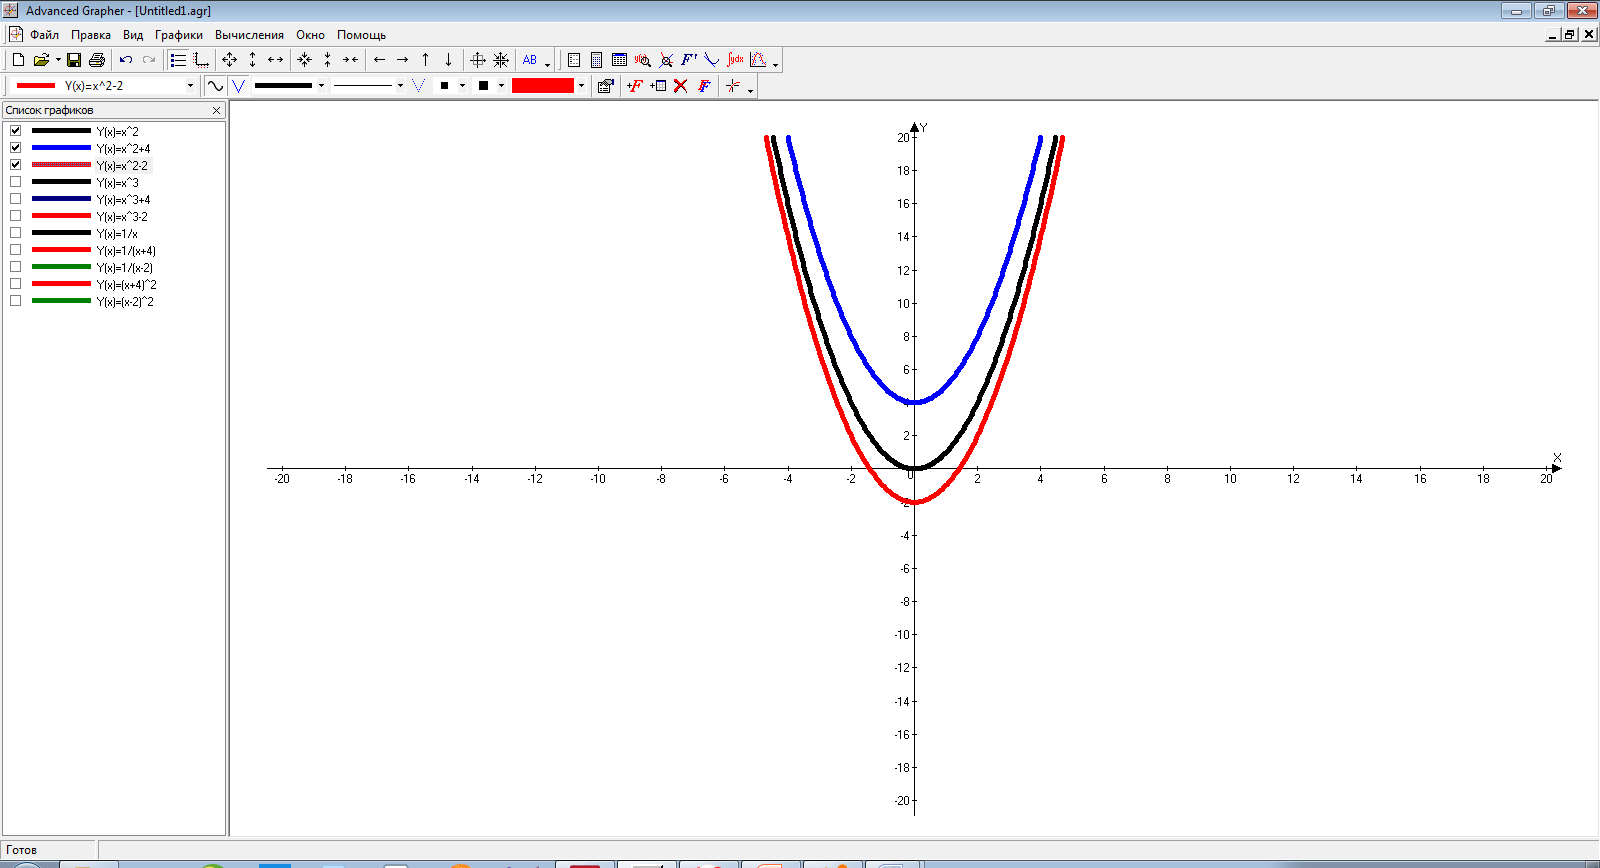 Advanced Grapher - [Untitled1.agr]
Файл Правка Вид Графики Вычисления Окно Помощь
AB y(x) F' ∫ydx
Y(x)=x^2-2 +F F
Список графиков
Y(x)=x^2
Y(x)=x^2+4
Y(x)=x^2-2
Y(x)=x^3
Y(x)=x^3+4
Y(x)=x^3-2
Y(x)=1/x
Y(x)=1/(x+4)
Y(x)=1/(x-2)
Y(x)=(x+4)^2
Y(x)=(x-2)^2
Y
20
18
16
14
12
10
8
6
2
X
-20 -18 -16 -14 -12 -10 -8 -6 -4 -2 0 2 4 6 8 10 12 14 16 18 20
-2
-4
-6
-8
-10
-12
-14
-16
-18
-20
Готов